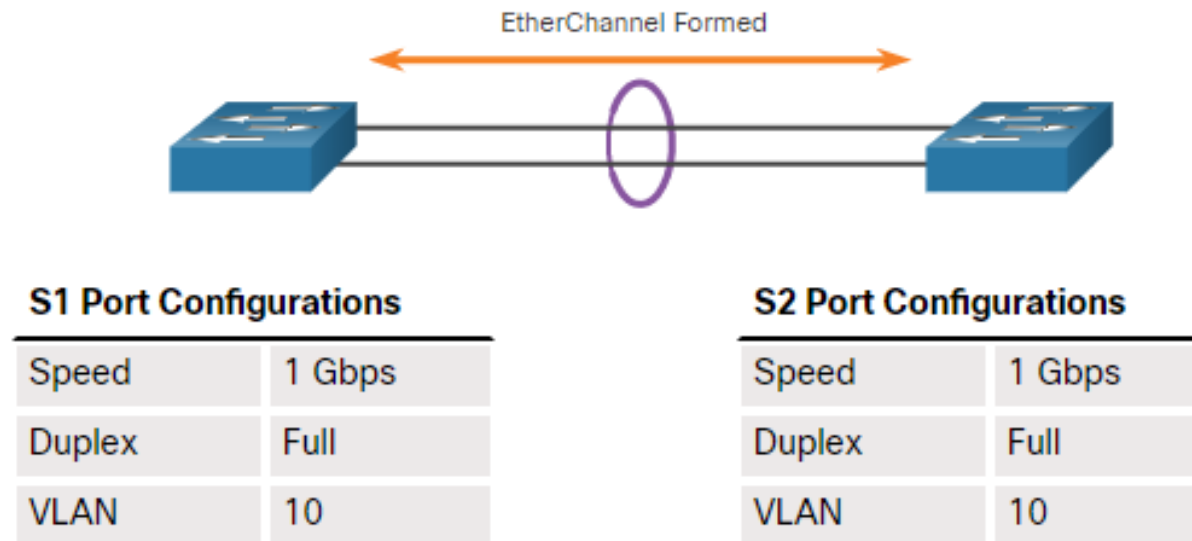 EtherChannel Formed
S1 Port Configurations
Speed 1 Gbps
Duplex Full
VLAN 10
S2 Port Configurations
Speed 1 Gbps
Duplex Full
VLAN 10